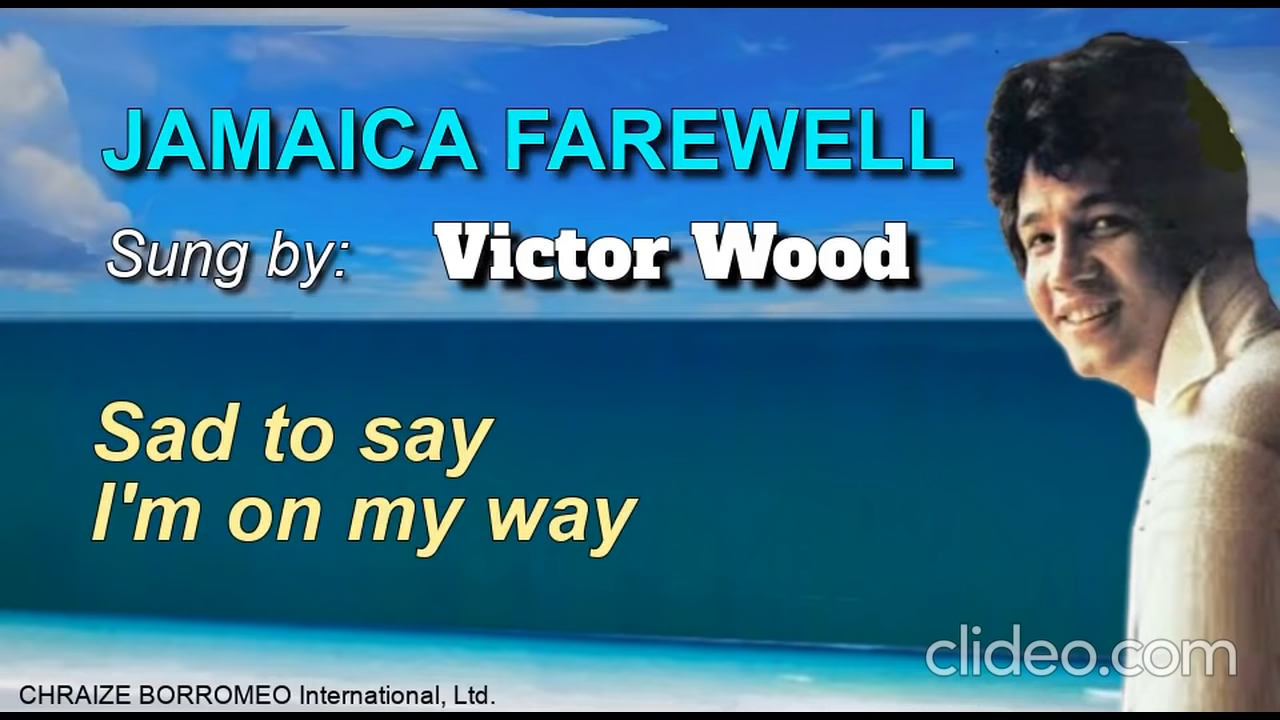 JAMAICA FAREWELL
Sung by: Victor Wood
Sad to say
I'm on my way
clideo.com
CHRAIZE BORROMEO International, Ltd.